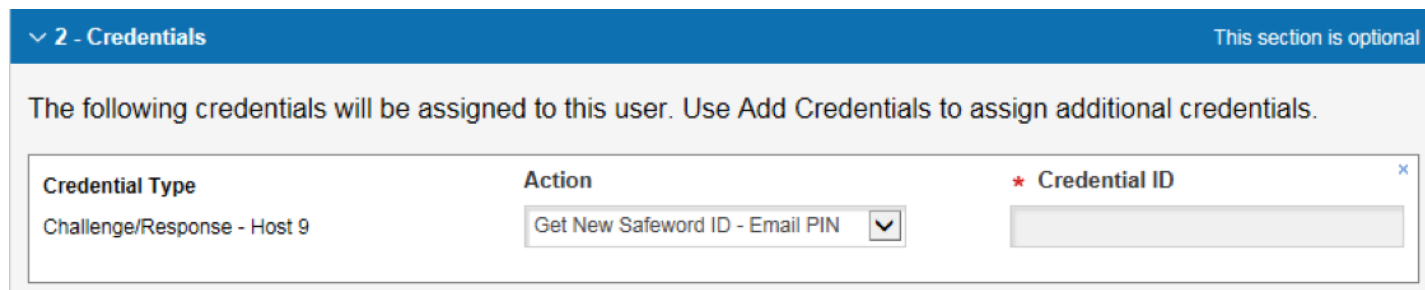 2 - Credentials This section is optional
The following credentials will be assigned to this user. Use Add Credentials to assign additional credentials.
Credential Type Action * Credential ID
Challenge/Response - Host 9 Get New Safeword ID - Email PIN